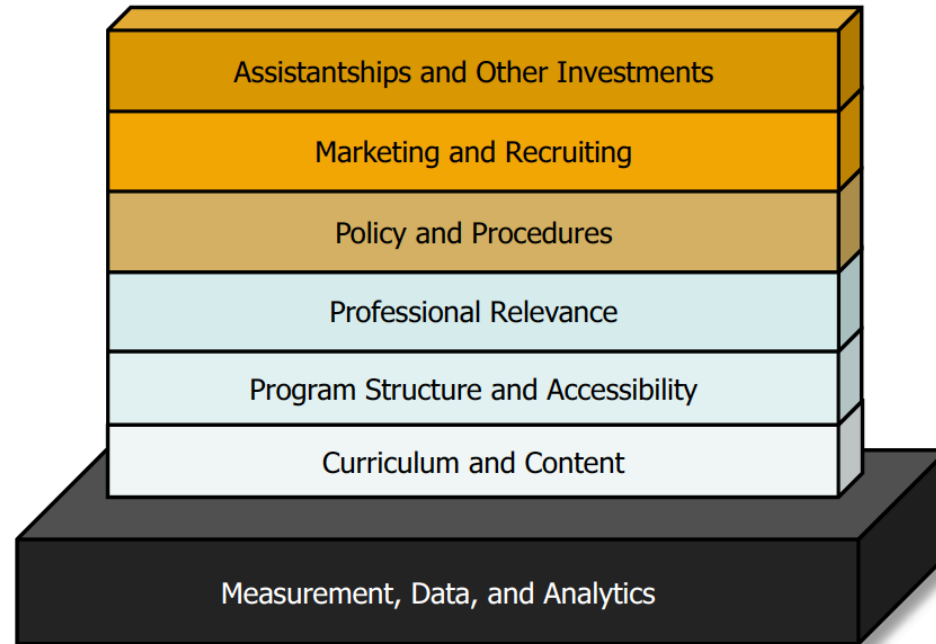 Assistantships and Other Investments
Marketing and Recruiting
Policy and Procedures
Professional Relevance
Program Structure and Accessibility
Curriculum and Content
Measurement, Data, and Analytics